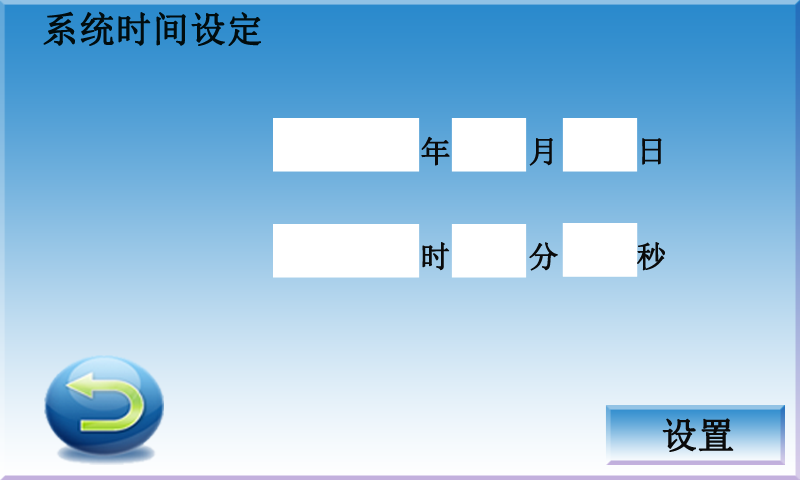 系统时间设定
年 月 日
时 分 秒
设置